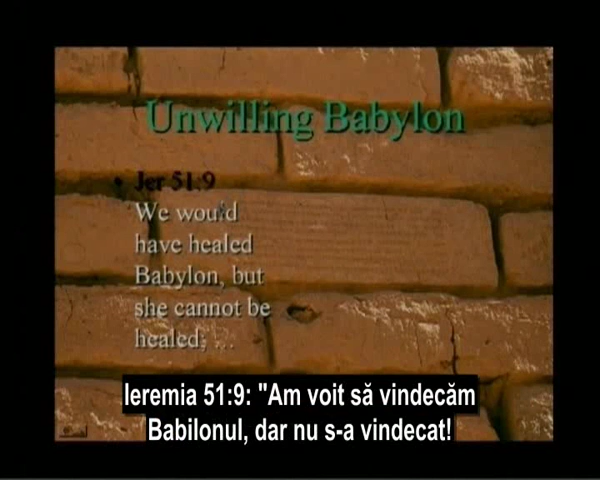 Unwilling Babylon
• Jer 51:9
We would
have healed
Babylon, but
she cannot be
healed; ...
Ieremia 51:9: "Am voit să vindecăm
Babilonul, dar nu s-a vindecat!